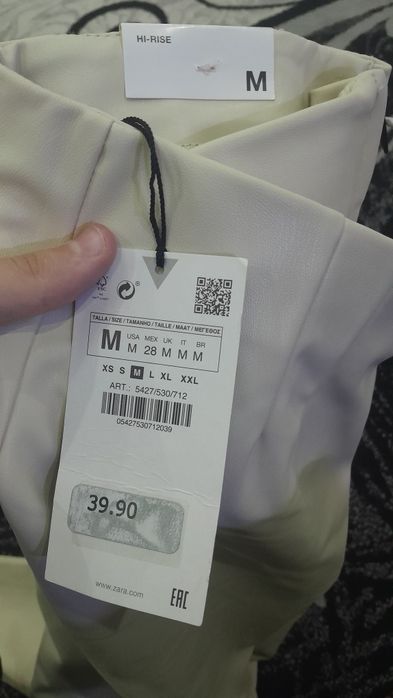 HI-RISE
M
FSC
TALLA / SIZE / TAMANHO / TAILLE / MAAT / ΜΕΓΕΘΟΣ
M
USA MEX UK IT BR
M 28 M M M
XS S M L XL XXL
ART.: 5427/530/712
05427530712039
39.90
www.zara.com
EAC